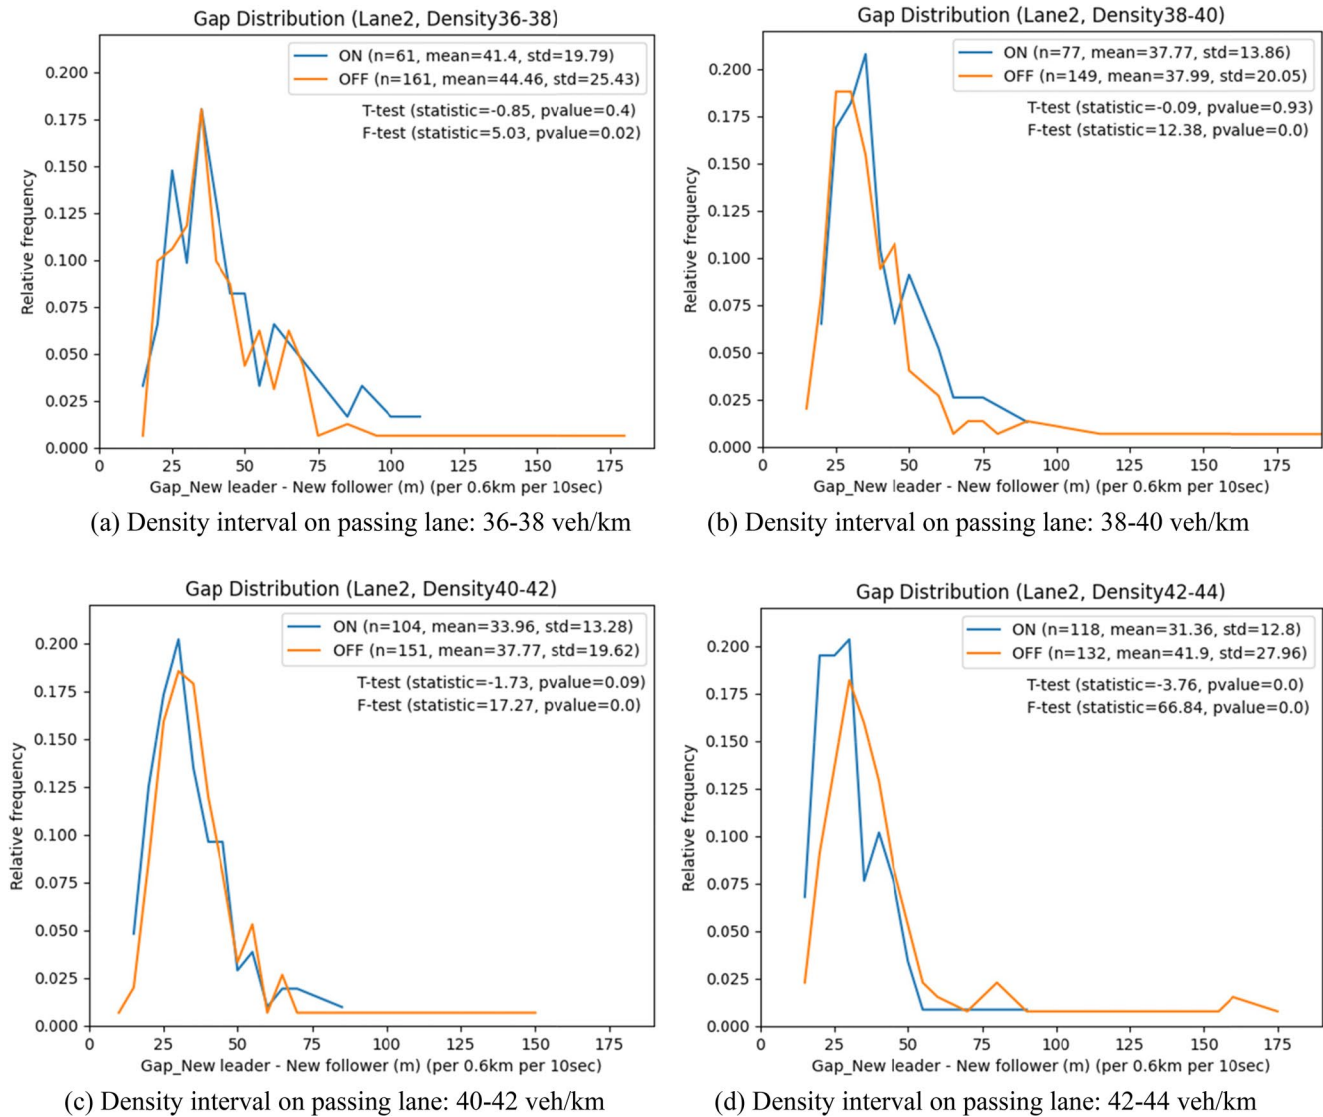 Gap Distribution (Lane2, Density36-38)
ON (n=61, mean=41.4, std=19.79)
OFF (n=161, mean=44.46, std=25.43)
T-test (statistic=-0.85, pvalue=0.4)
F-test (statistic=5.03, pvalue=0.02)
Relative frequency
0.200
0.175
0.150
0.125
0.100
0.075
0.050
0.025
0.000
0 25 50 75 100 125 150 175
Gap_New leader - New follower (m) (per 0.6km per 10sec)
(a) Density interval on passing lane: 36-38 veh/km
Gap Distribution (Lane2, Density38-40)
ON (n=77, mean=37.77, std=13.86)
OFF (n=149, mean=37.99, std=20.05)
T-test (statistic=-0.09, pvalue=0.93)
F-test (statistic=12.38, pvalue=0.0)
Relative frequency
0.200
0.175
0.150
0.125
0.100
0.075
0.050
0.025
0.000
0 25 50 75 100 125 150 175
Gap_New leader - New follower (m) (per 0.6km per 10sec)
(b) Density interval on passing lane: 38-40 veh/km
Gap Distribution (Lane2, Density40-42)
ON (n=104, mean=33.96, std=13.28)
OFF (n=151, mean=37.77, std=19.62)
T-test (statistic=-1.73, pvalue=0.09)
F-test (statistic=17.27, pvalue=0.0)
Relative frequency
0.200
0.175
0.150
0.125
0.100
0.075
0.050
0.025
0.000
0 25 50 75 100 125 150 175
Gap_New leader - New follower (m) (per 0.6km per 10sec)
(c) Density interval on passing lane: 40-42 veh/km
Gap Distribution (Lane2, Density42-44)
ON (n=118, mean=31.36, std=12.8)
OFF (n=132, mean=41.9, std=27.96)
T-test (statistic=-3.76, pvalue=0.0)
F-test (statistic=66.84, pvalue=0.0)
Relative frequency
0.200
0.175
0.150
0.125
0.100
0.075
0.050
0.025
0.000
0 25 50 75 100 125 150 175
Gap_New leader - New follower (m) (per 0.6km per 10sec)
(d) Density interval on passing lane: 42-44 veh/km